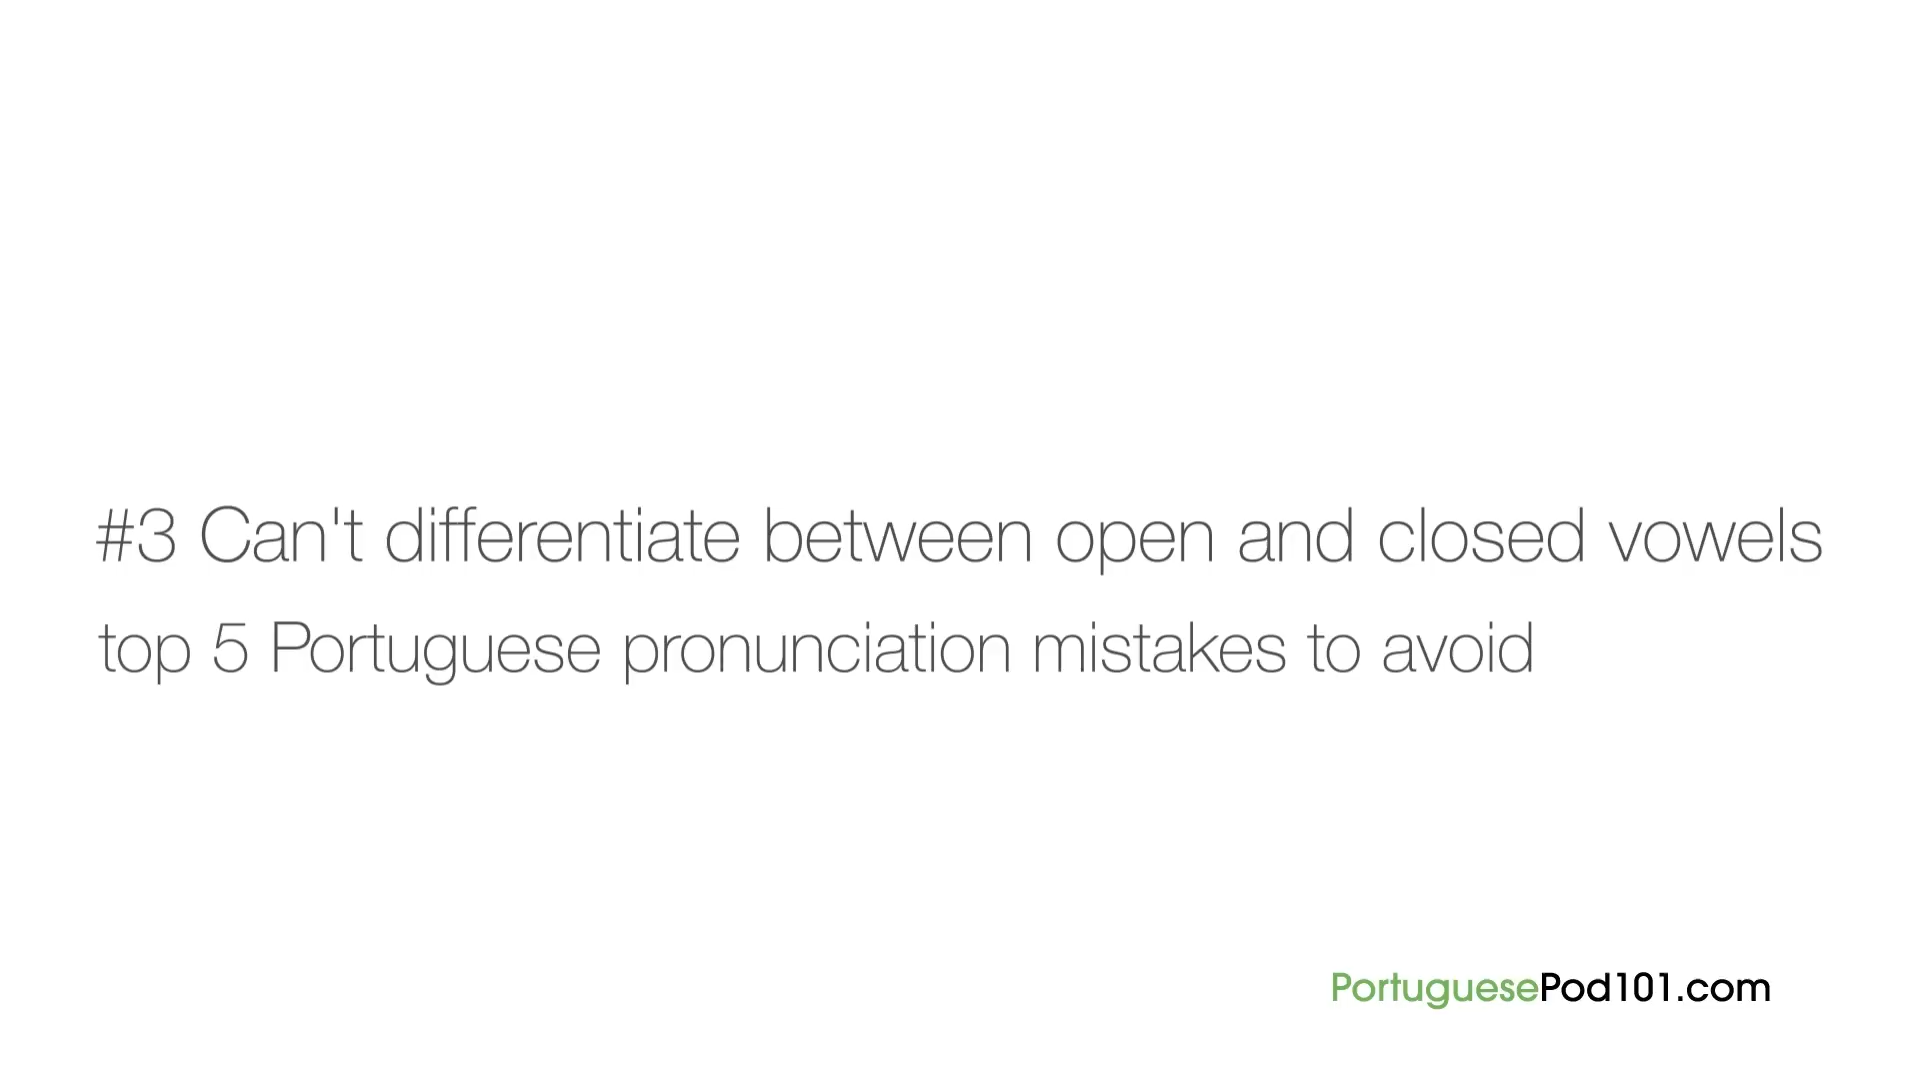 #3 Can't differentiate between open and closed vowels
top 5 Portuguese pronunciation mistakes to avoid
PortuguesePod101.com